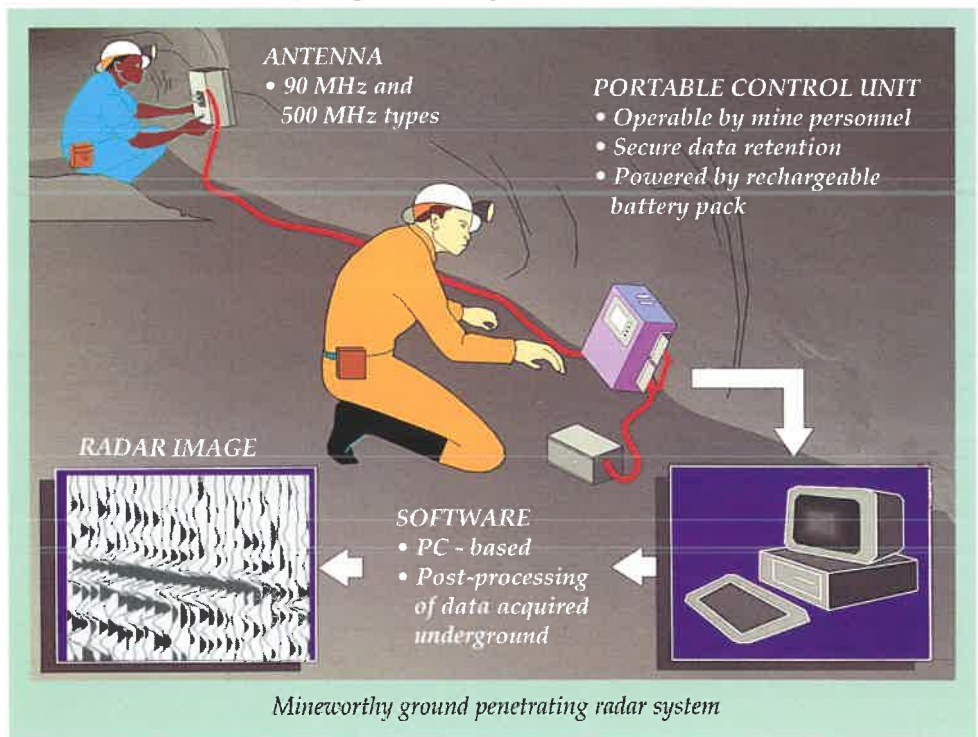 ANTENNA
• 90 MHz and
500 MHz types
PORTABLE CONTROL UNIT
• Operable by mine personnel
• Secure data retention
• Powered by rechargeable
battery pack
RADAR IMAGE
SOFTWARE
• PC - based
• Post-processing
of data acquired
underground
Mineworthy ground penetrating radar system